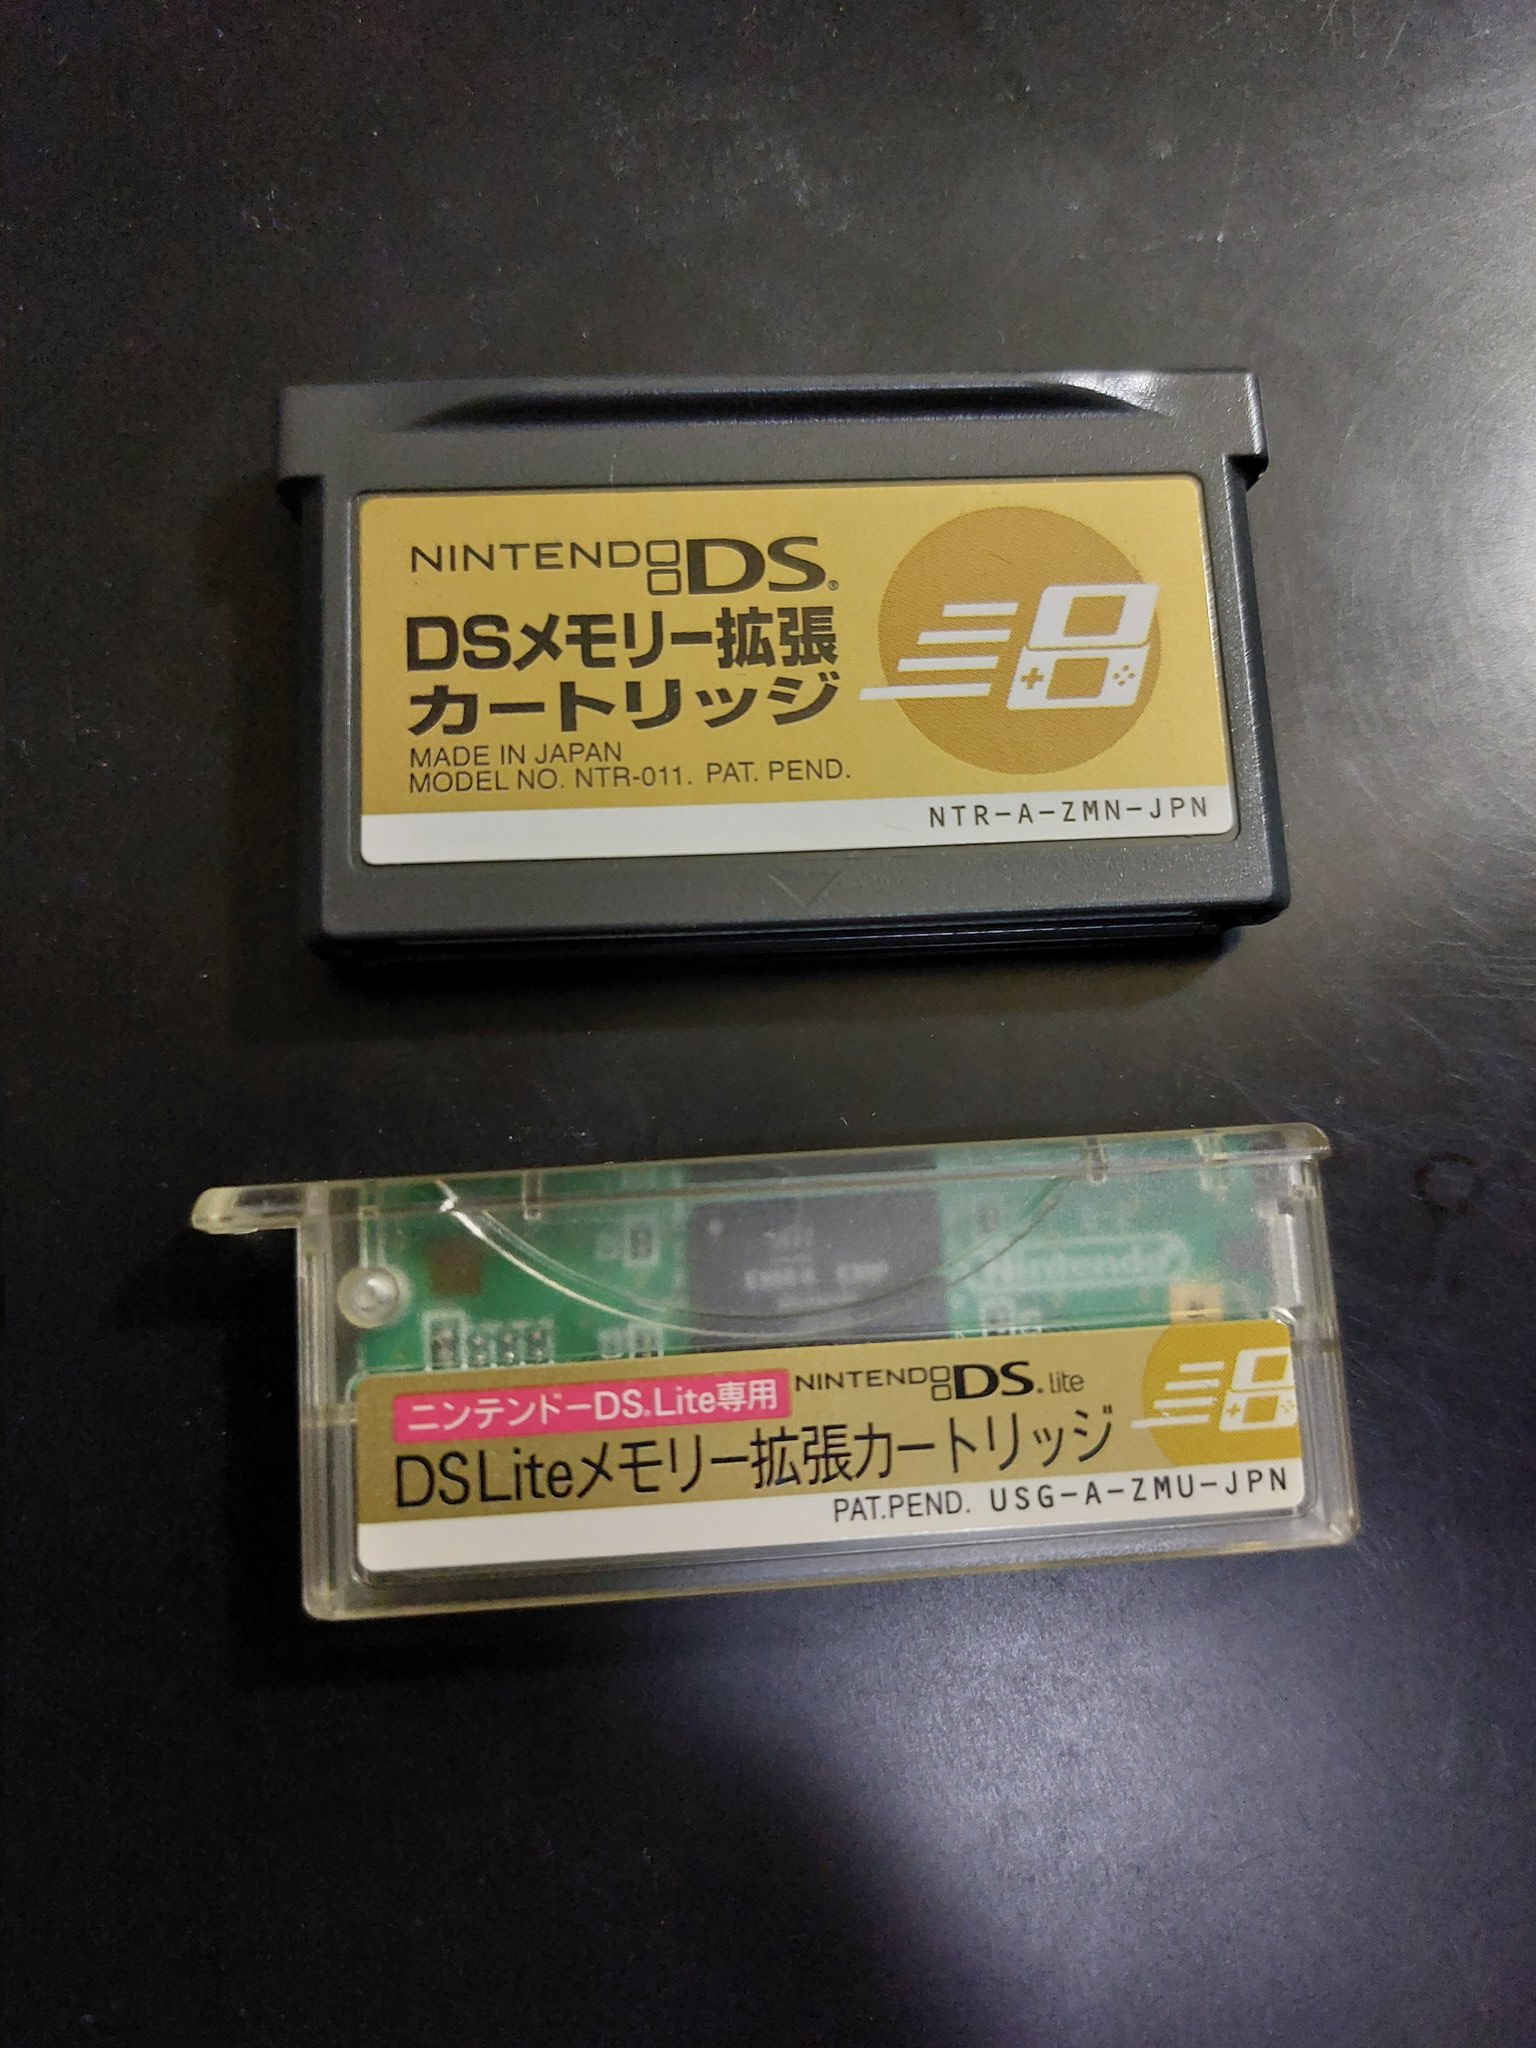 NINTENDO DS®
DSメモリー拡張
カートリッジ
MADE IN JAPAN
MODEL NO. NTR-011. PAT. PEND.
NTR-A-ZMN-JPN
Nintendo
ニンテンドーDS Lite専用 NINTENDO DS. lite
DS Liteメモリー拡張カートリッジ
PAT.PEND. USG-A-ZMU-JPN